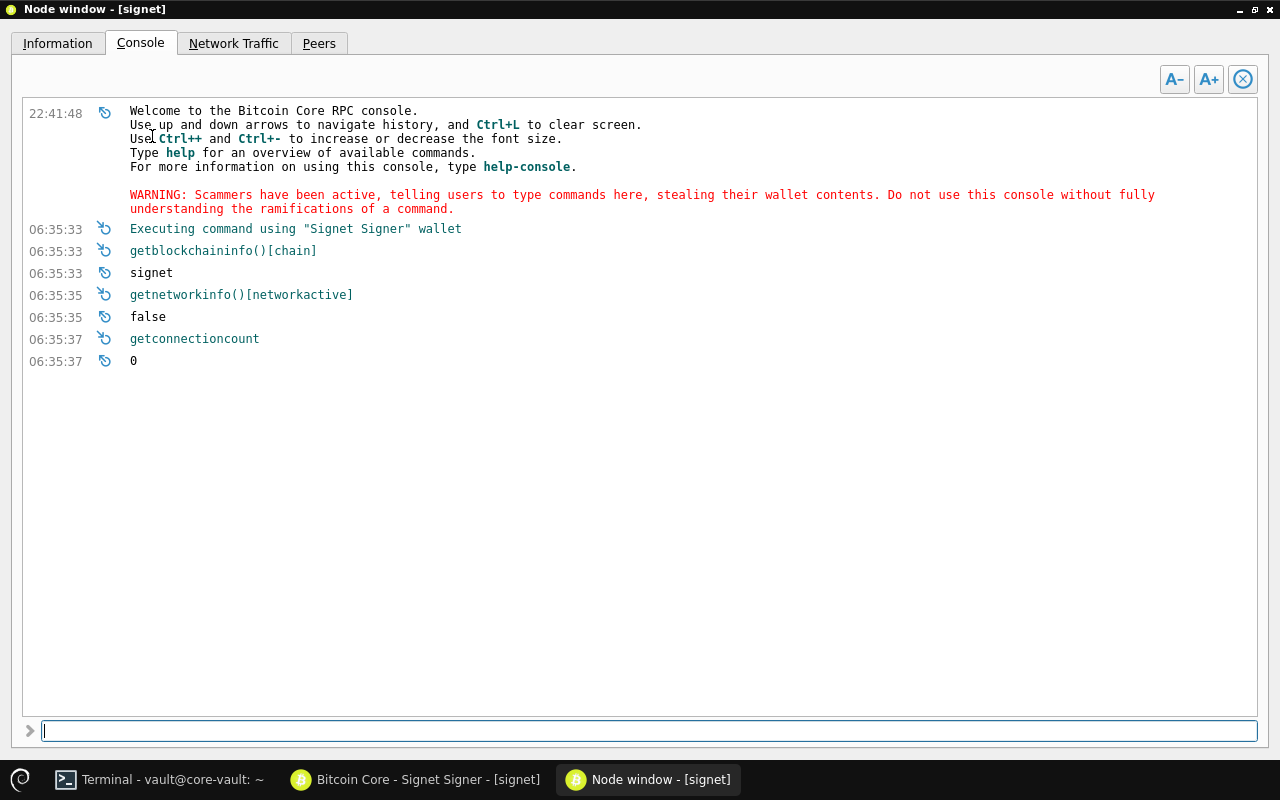 Node window - [signet]
Information
Console
Network Traffic
Peers
A-
A+
22:41:48
Welcome to the Bitcoin Core RPC console.
Use up and down arrows to navigate history, and Ctrl+L to clear screen.
Use Ctrl++ and Ctrl+- to increase or decrease the font size.
Type help for an overview of available commands.
For more information on using this console, type help-console.
WARNING: Scammers have been active, telling users to type commands here, stealing their wallet contents. Do not use this console without fully
understanding the ramifications of a command.
06:35:33 Executing command using "Signet Signer" wallet
06:35:33 getblockchaininfo()[chain]
06:35:33 signet
06:35:35 getnetworkinfo()[networkactive]
06:35:35 false
06:35:37 getconnectioncount
06:35:37 0
Terminal - vault@core-vault: ~
Bitcoin Core - Signet Signer - [signet]
Node window - [signet]